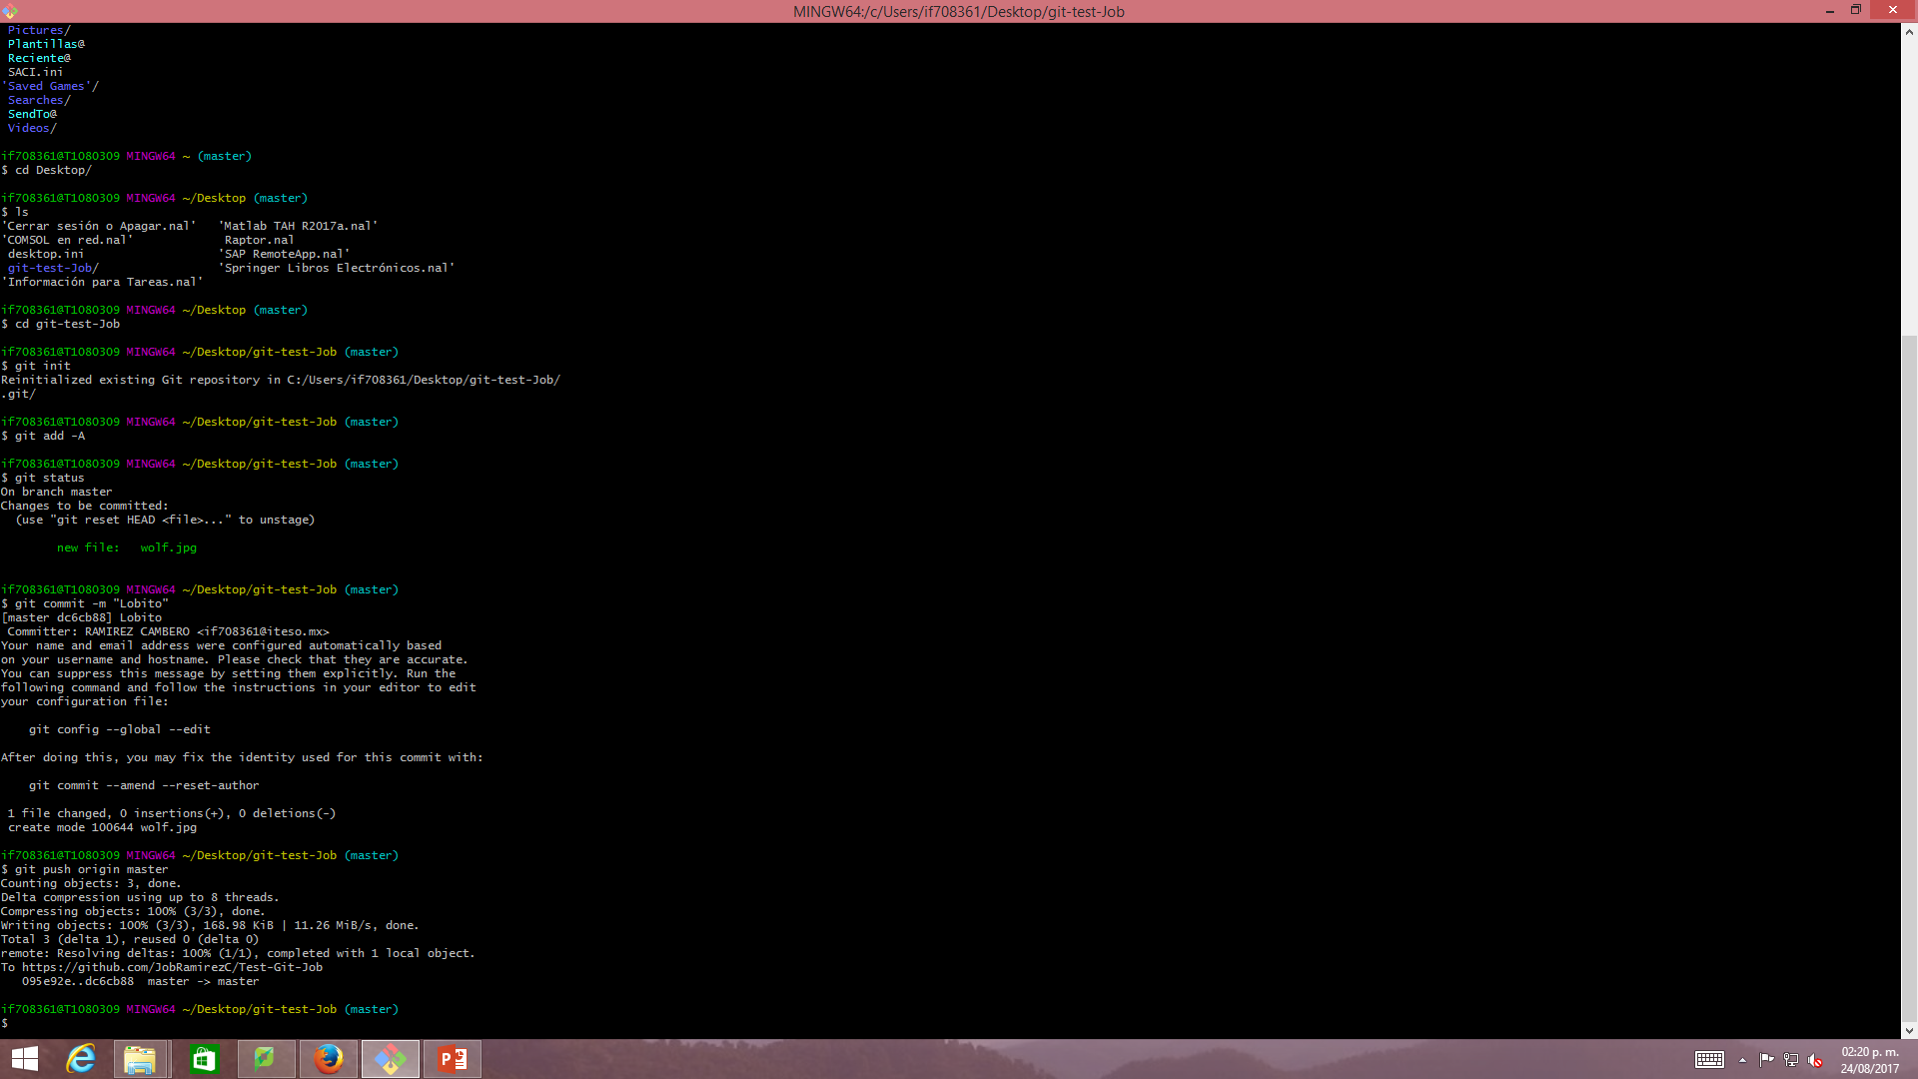 MINGW64:/c/Users/if708361/Desktop/git-test-Job
Pictures/
Plantillas@
Reciente@
SACI.ini
'Saved Games'/
Searches/
SendTo@
Videos/
if708361@T1080309 MINGW64 ~ (master)
$ cd Desktop/
if708361@T1080309 MINGW64 ~/Desktop (master)
$ ls
'Cerrar sesión o Apagar.nal' 'Matlab TAH R2017a.nal'
'COMSOL en red.nal' Raptor.nal
desktop.ini 'SAP RemoteApp.nal'
git-test-Job/ 'Springer Libros Electrónicos.nal'
'Información para Tareas.nal'
if708361@T1080309 MINGW64 ~/Desktop (master)
$ cd git-test-Job
if708361@T1080309 MINGW64 ~/Desktop/git-test-Job (master)
$ git init
Reinitialized existing Git repository in C:/Users/if708361/Desktop/git-test-Job/
.git/
if708361@T1080309 MINGW64 ~/Desktop/git-test-Job (master)
$ git add -A
if708361@T1080309 MINGW64 ~/Desktop/git-test-Job (master)
$ git status
On branch master
Changes to be committed:
(use "git reset HEAD <file>..." to unstage)
new file: wolf.jpg
if708361@T1080309 MINGW64 ~/Desktop/git-test-Job (master)
$ git commit -m "Lobito"
[master dc6cb88] Lobito
Committer: RAMIREZ CAMBERO <if708361@iteso.mx>
Your name and email address were configured automatically based
on your username and hostname. Please check that they are accurate.
You can suppress this message by setting them explicitly. Run the
following command and follow the instructions in your editor to edit
your configuration file:
git config --global --edit
After doing this, you may fix the identity used for this commit with:
git commit --amend --reset-author
1 file changed, 0 insertions(+), 0 deletions(-)
create mode 100644 wolf.jpg
if708361@T1080309 MINGW64 ~/Desktop/git-test-Job (master)
$ git push origin master
Counting objects: 3, done.
Delta compression using up to 8 threads.
Compressing objects: 100% (3/3), done.
Writing objects: 100% (3/3), 168.98 KiB | 11.26 MiB/s, done.
Total 3 (delta 1), reused 0 (delta 0)
remote: Resolving deltas: 100% (1/1), completed with 1 local object.
To https://github.com/JobRamirezC/Test-Git-Job
095e92e..dc6cb88 master -> master
if708361@T1080309 MINGW64 ~/Desktop/git-test-Job (master)
$
02:20 p. m.
24/08/2017